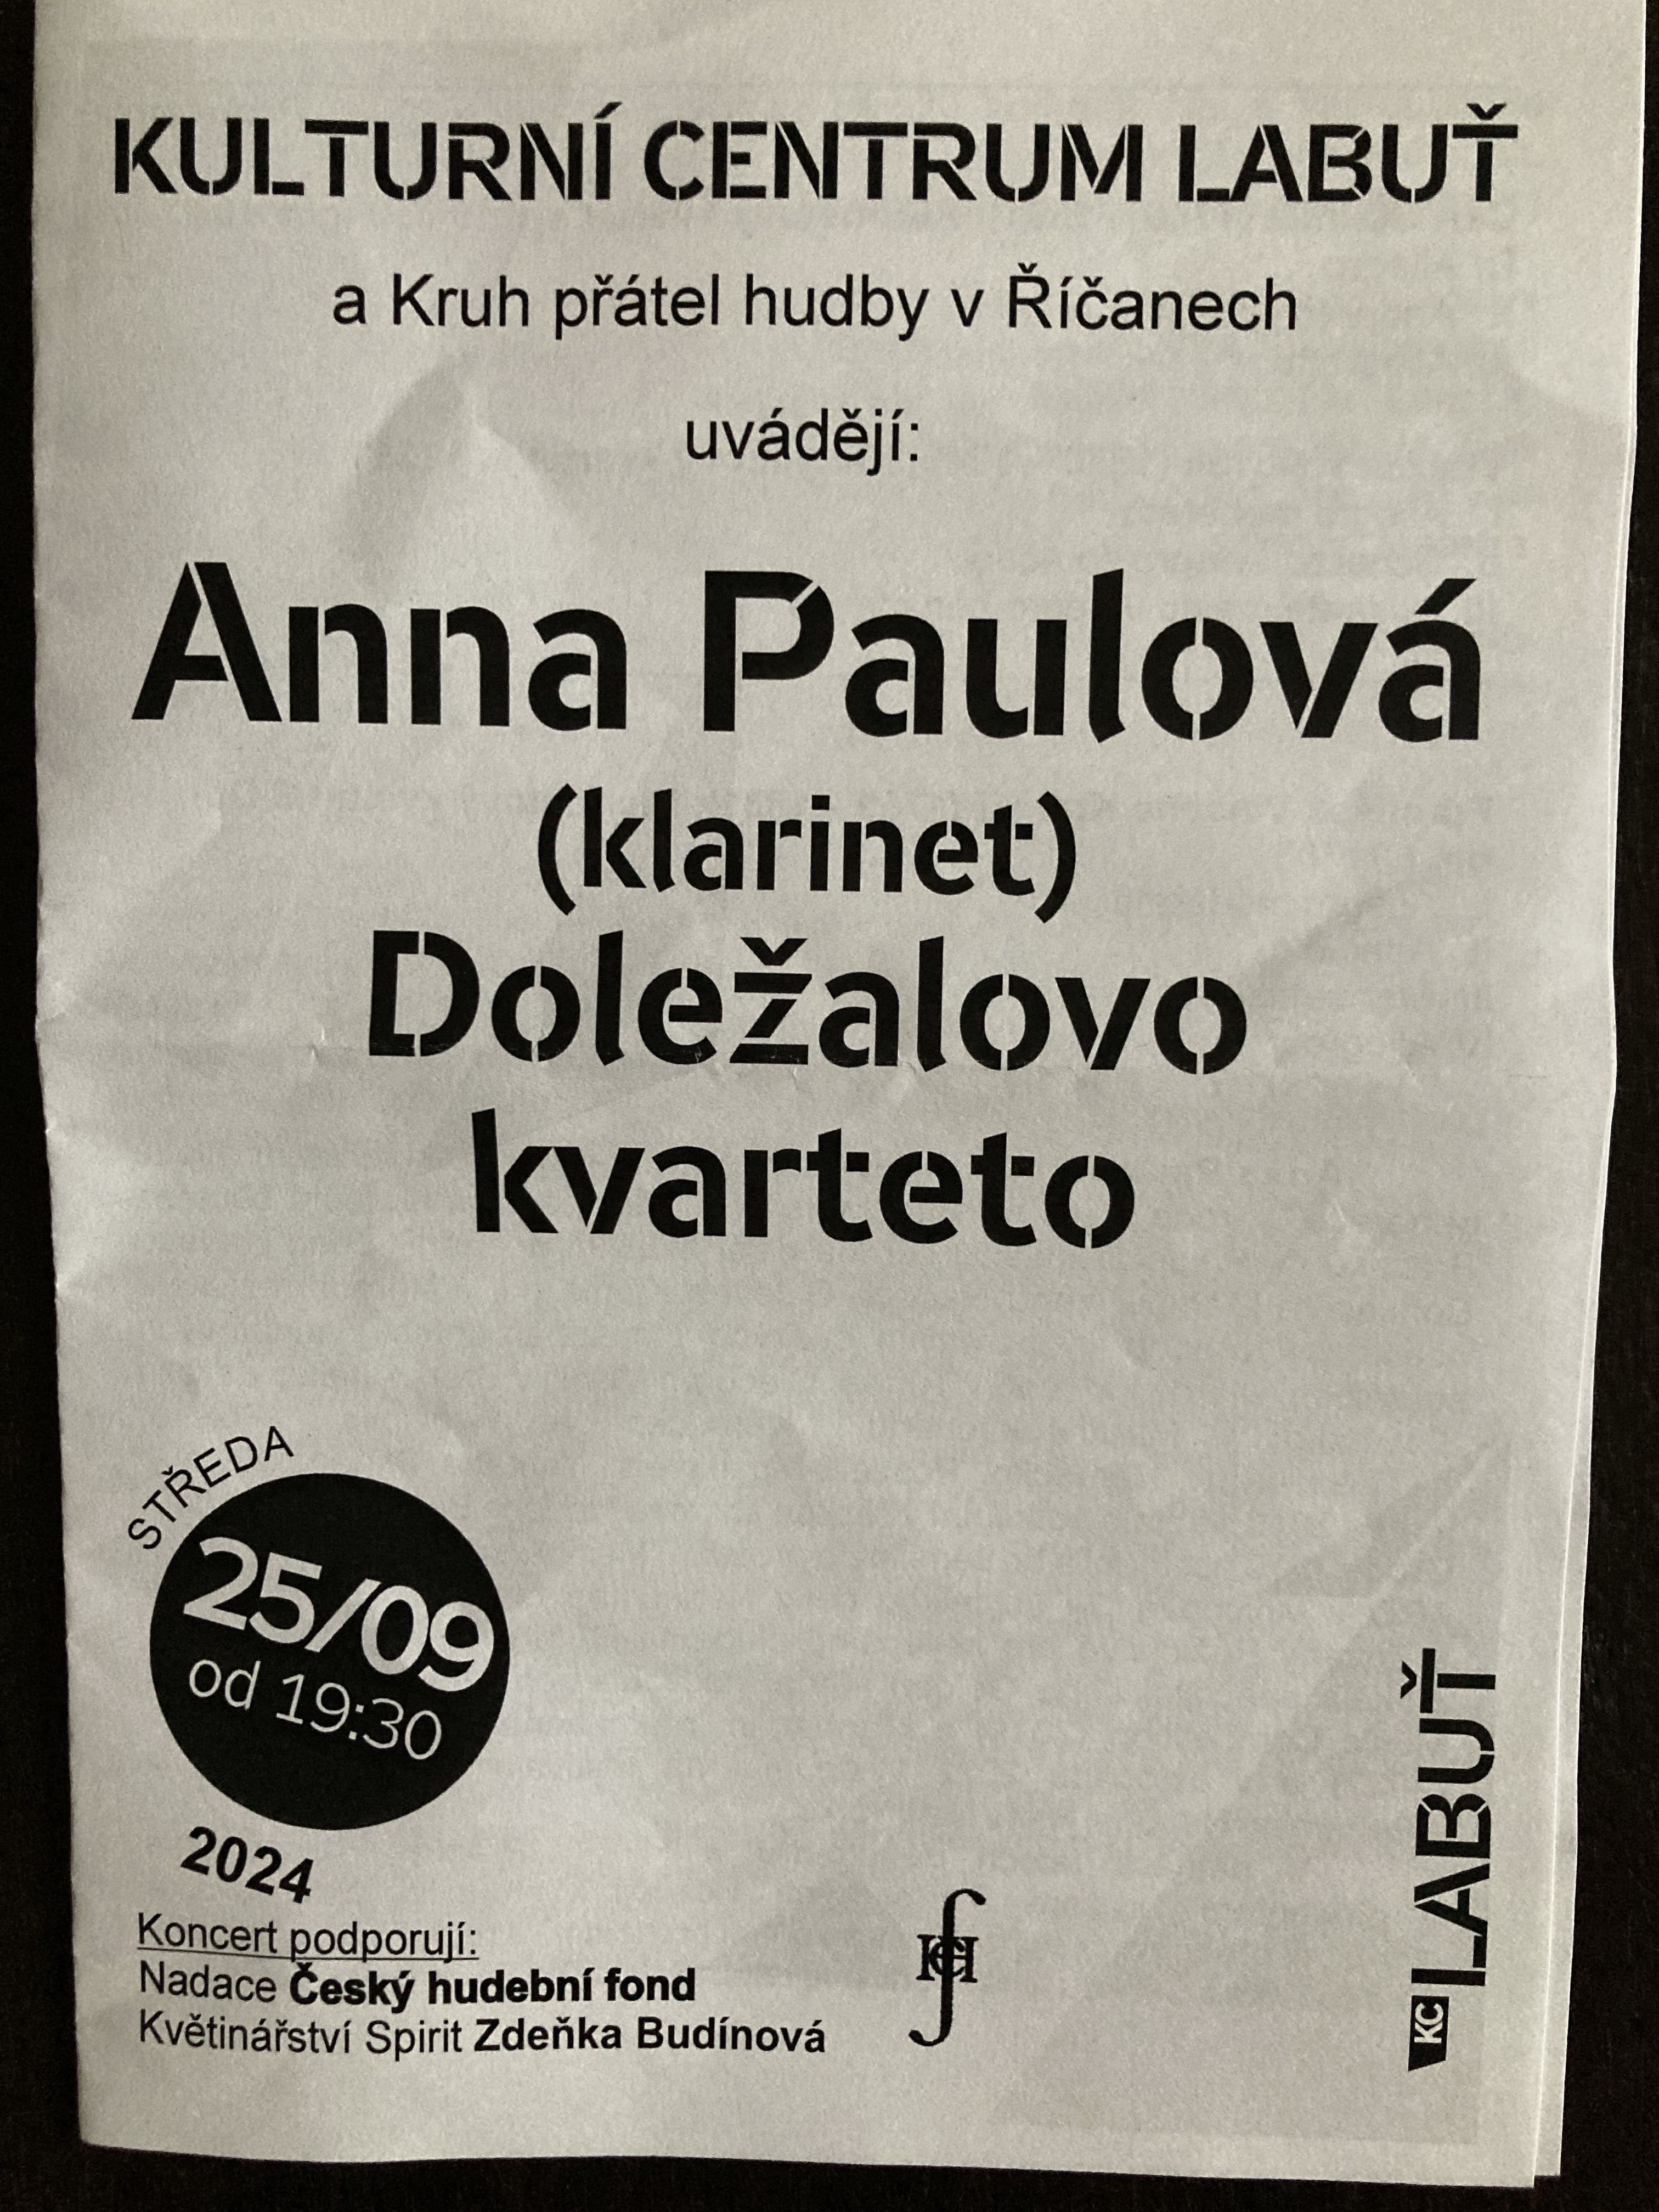 KULTURNÍ CENTRUM LABUŤ
a Kruh přátel hudby v Říčanech
uvádějí:
Anna Paulová
(klarinet)
Doležalovo
kvarteto
STŘEDA
25/09
od 19:30
2024
Koncert podporují:
Nadace Český hudební fond
Květinářství Spirit Zdeňka Budínová
KC LABUŤ